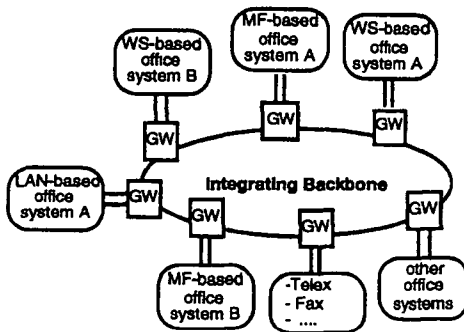 MF-based
office
system A
WS-based
office
system B
WS-based
office
system A
GW
GW
GW
LAN-based
office
system A
GW
Integrating Backbone
GW
GW
GW
MF-based
office
system B
-Telex
- Fax
- ....
other
office
systems